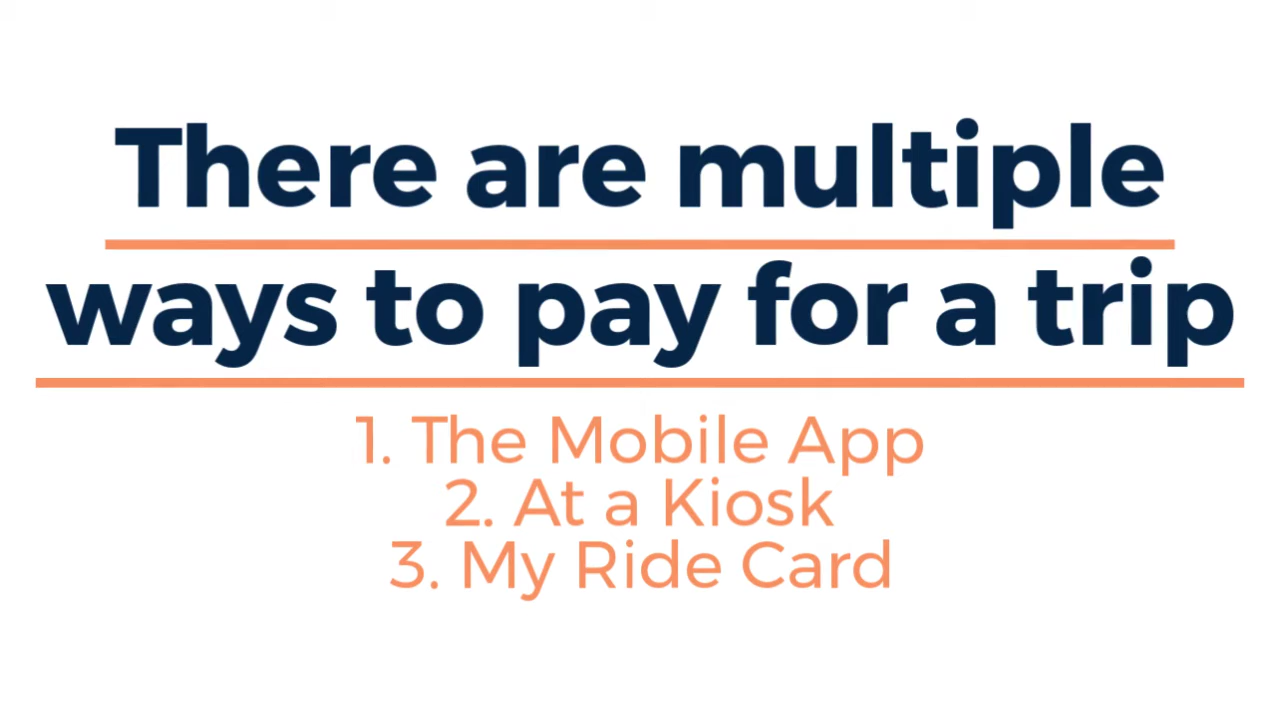 There are multiple
ways to pay for a trip
1. The Mobile App
2. At a Kiosk
3. My Ride Card